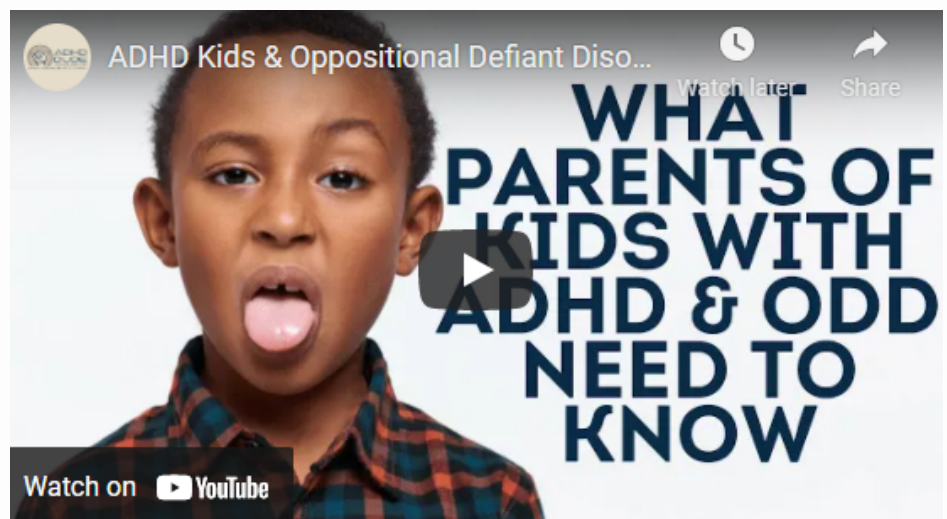 ADHD Kids & Oppositional Defiant Diso...
Watch later
Share
WHAT
PARENTS OF
KIDS WITH
ADHD & ODD
NEED TO
KNOW
Watch on YouTube